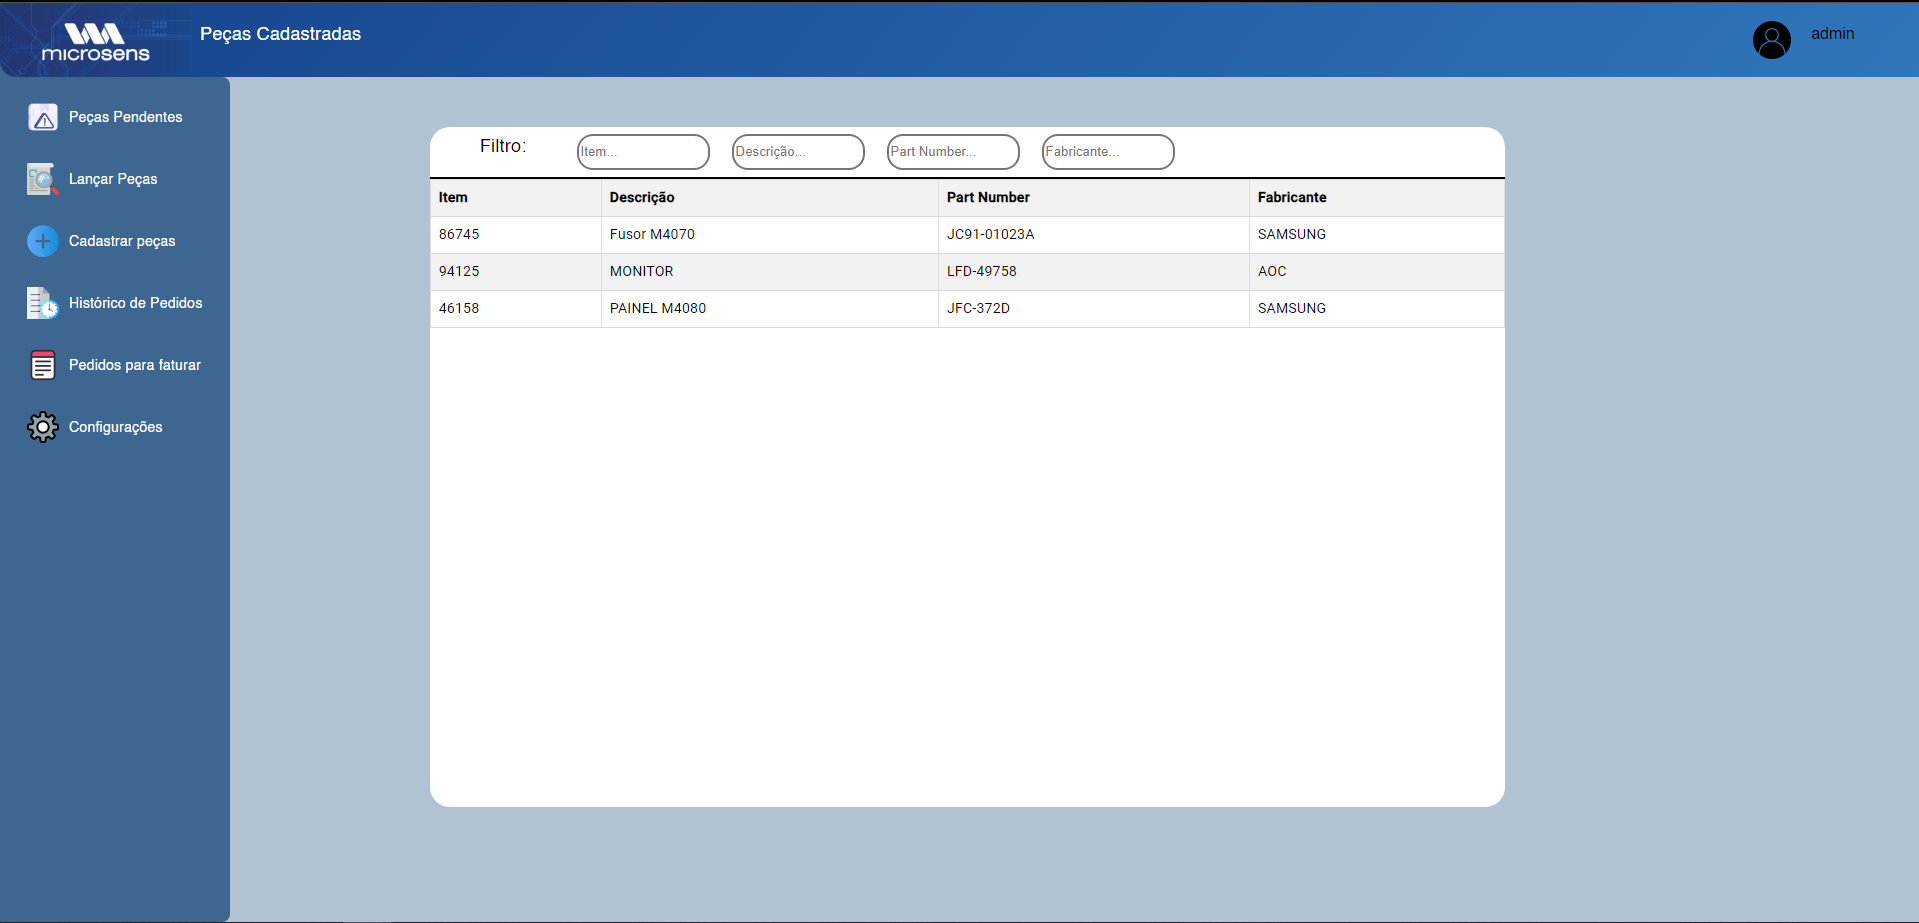 microsens
Peças Cadastradas
admin
Peças Pendentes
Lançar Peças
Cadastrar peças
Histórico de Pedidos
Pedidos para faturar
Configurações
Filtro: Item... Descrição... Part Number... Fabricante...
Item Descrição Part Number Fabricante
86745 Fusor M4070 JC91-01023A SAMSUNG
94125 MONITOR LFD-49758 AOC
46158 PAINEL M4080 JFC-372D SAMSUNG